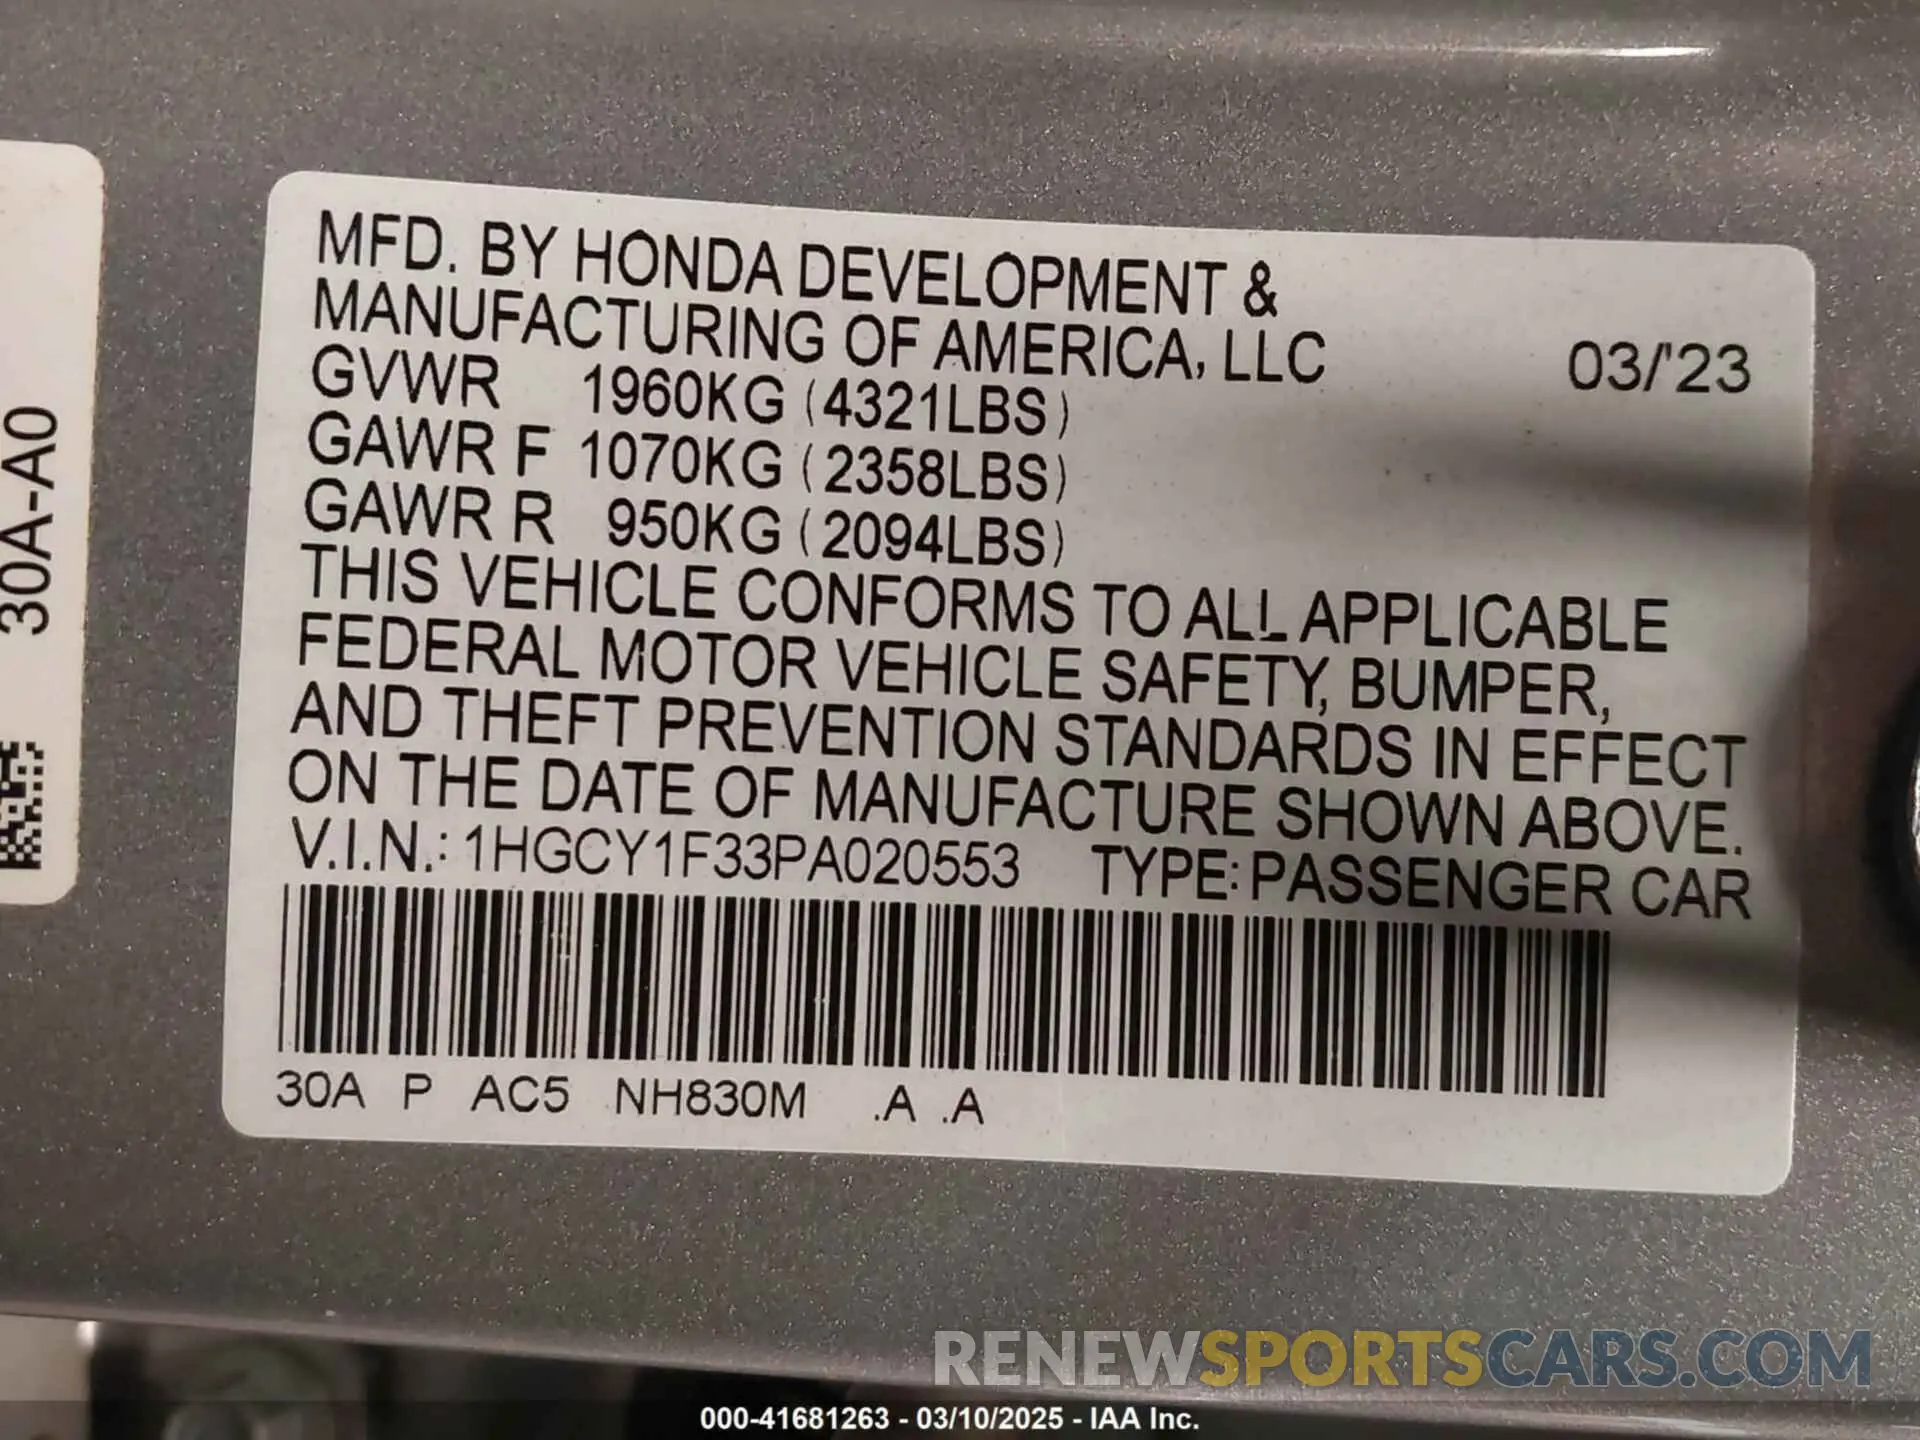 30A-A0
MFD. BY HONDA DEVELOPMENT &
MANUFACTURING OF AMERICA, LLC
03/'23
GVWR 1960KG (4321LBS)
GAWR F 1070KG (2358LBS)
GAWR R 950KG (2094LBS)
THIS VEHICLE CONFORMS TO ALL APPLICABLE
FEDERAL MOTOR VEHICLE SAFETY, BUMPER,
AND THEFT PREVENTION STANDARDS IN EFFECT
ON THE DATE OF MANUFACTURE SHOWN ABOVE.
V.I.N.: 1HGCY1F33PA020553 TYPE: PASSENGER CAR
30A P AC5 NH830M .A .A
RENEWSPORTSCARS.COM
000-41681263 - 03/10/2025 - IAA Inc.